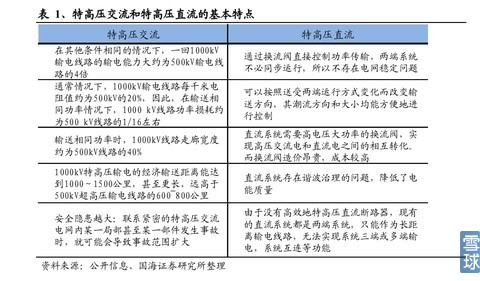 表 1、特高压交流和特高压直流的基本特点
特高压交流
特高压直流
在其他条件相同的情况下，一回1000kV
输电线路的输电能力大约为500kV输电线
路的4倍
通过换流阀直接控制功率传输，两端系统
不必同步运行，所以不存在电网稳定问题
通常情况下，1000kV输电线路每千米电
阻值约为500kV的20%，因此，在输送相
同功率情况下，1000 kV线路功率损耗约
为500 kV线路的1/16左右
可以按照送受两端运行方式变化而改变输
送方向，其潮流方向和大小均能方便地进
行控制
输送相同功率时，1000kV线路走廊宽度
约为500kV线路的40%
直流系统需要高电压大功率的换流阀，实
现高压交流电和直流电之间的相互转化，
而换流阀造价昂贵，成本较高
1000kV特高压输电的经济输送距离能达
到1000～1500公里，甚至更长，远高于
500kV超高压输电线路的600~800公里
直流系统存在谐波治理的问题，降低了电
能质量
安全隐患越大：联系紧密的特高压交流
电网内某一局部甚至某一部件发生事故
时，就可能会导致事故范围扩大
由于没有高效地特高压直流断路器，现有
的直流系统都是两端系统，只能作为长距
离输电线路，无法实现系统三端或多端输
电，系统互连等功能
资料来源：公开信息、国海证券研究所整理
雪球